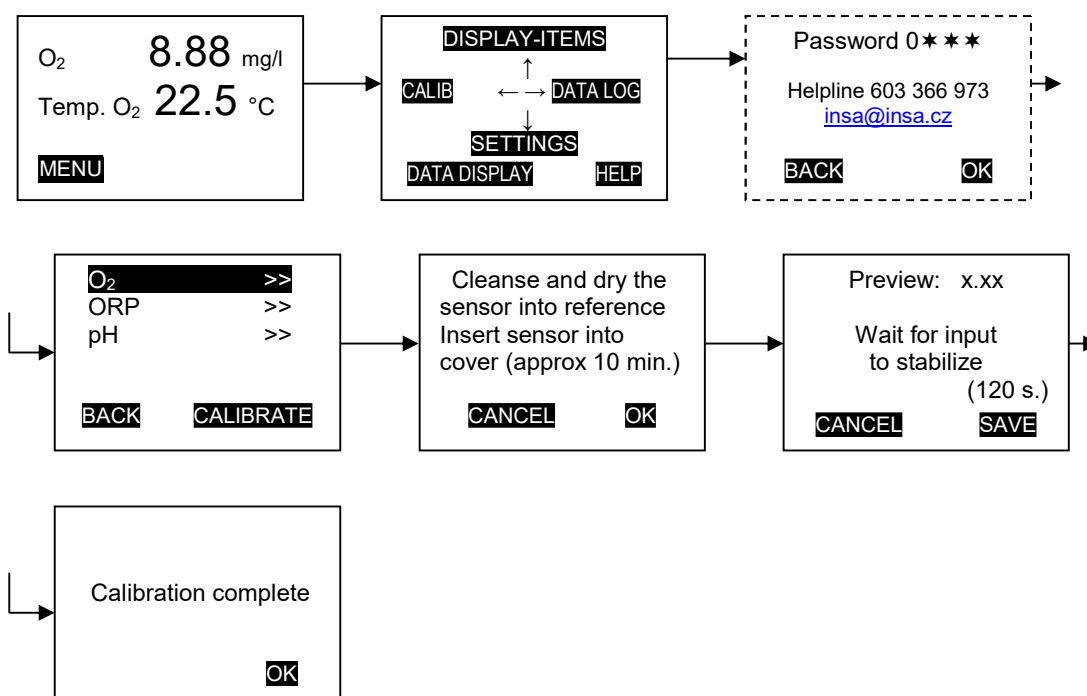 O₂ 8.88 mg/l
Temp. O₂ 22.5 °C
MENU
DISPLAY-ITEMS
↑
CALIB ←→ DATA LOG
↓
SETTINGS
DATA DISPLAY HELP
Password 0✶✶✶
Helpline 603 366 973
insa@insa.cz
BACK OK
O₂ >>
ORP >>
pH >>
BACK CALIBRATE
Cleanse and dry the
sensor into reference
Insert sensor into
cover (approx 10 min.)
CANCEL OK
Preview: x.xx
Wait for input
to stabilize
(120 s.)
CANCEL SAVE
Calibration complete
OK